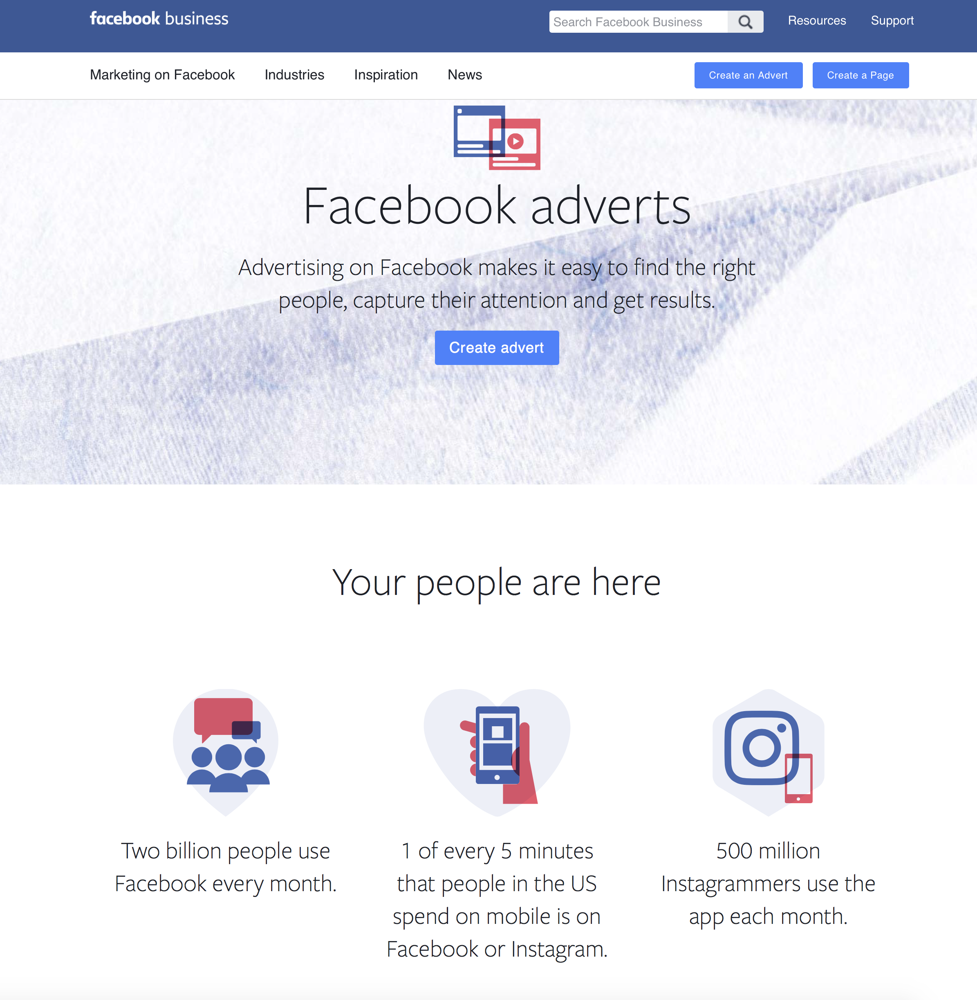 facebook business
Search Facebook Business
Resources
Support
Marketing on Facebook
Industries
Inspiration
News
Create an Advert
Create a Page
Facebook adverts
Advertising on Facebook makes it easy to find the right
people, capture their attention and get results.
Create advert
Your people are here
Two billion people use
Facebook every month.
1 of every 5 minutes
that people in the US
spend on mobile is on
Facebook or Instagram.
500 million
Instagrammers use the
app each month.